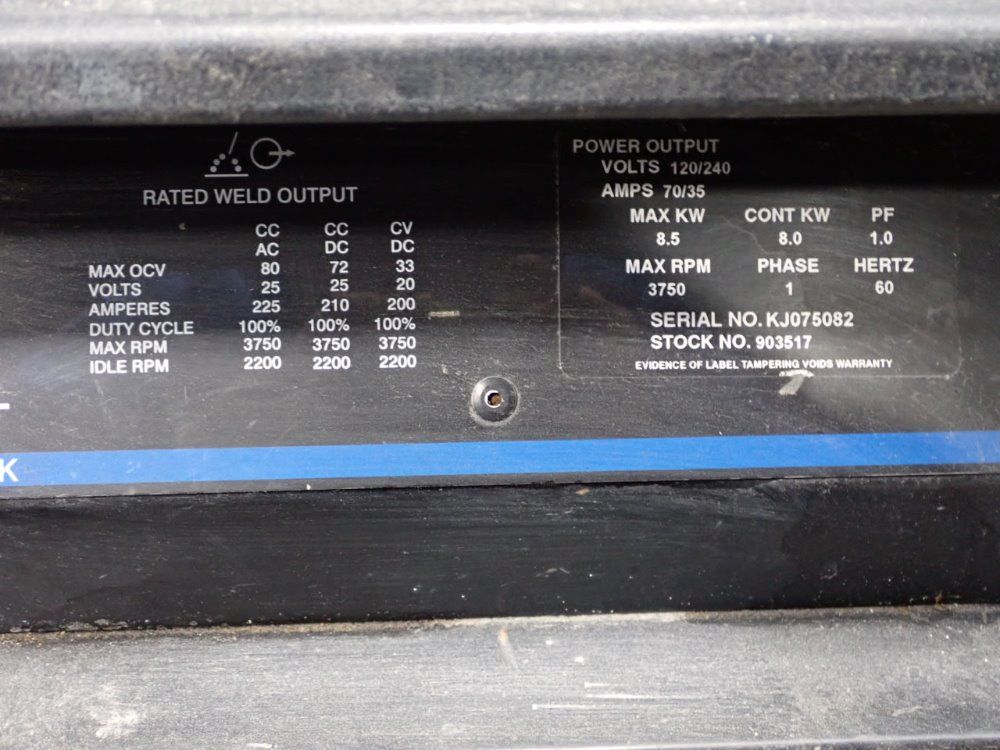 RATED WELD OUTPUT
CC CC CV
AC DC DC
MAX OCV 80 72 33
VOLTS 25 25 20
AMPERES 225 210 200
DUTY CYCLE 100% 100% 100%
MAX RPM 3750 3750 3750
IDLE RPM 2200 2200 2200
POWER OUTPUT
VOLTS 120/240
AMPS 70/35
MAX KW CONT KW PF
8.5 8.0 1.0
MAX RPM PHASE HERTZ
3750 1 60
SERIAL NO. KJ075082
STOCK NO. 903517
EVIDENCE OF LABEL TAMPERING VOIDS WARRANTY
K